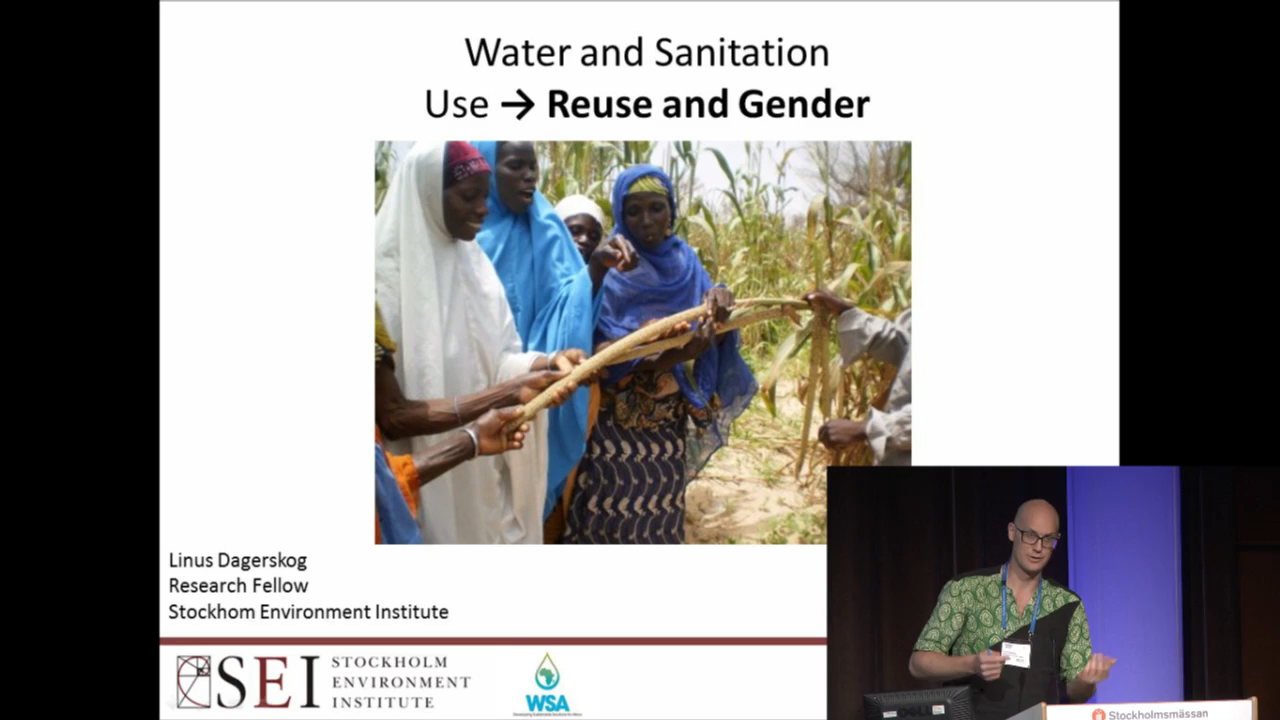 Water and Sanitation
Use → Reuse and Gender
Linus Dagerskog
Research Fellow
Stockhom Environment Institute
SEI
STOCKHOLM
ENVIRONMENT
INSTITUTE
WSA
DELL
Stockholmsmässan